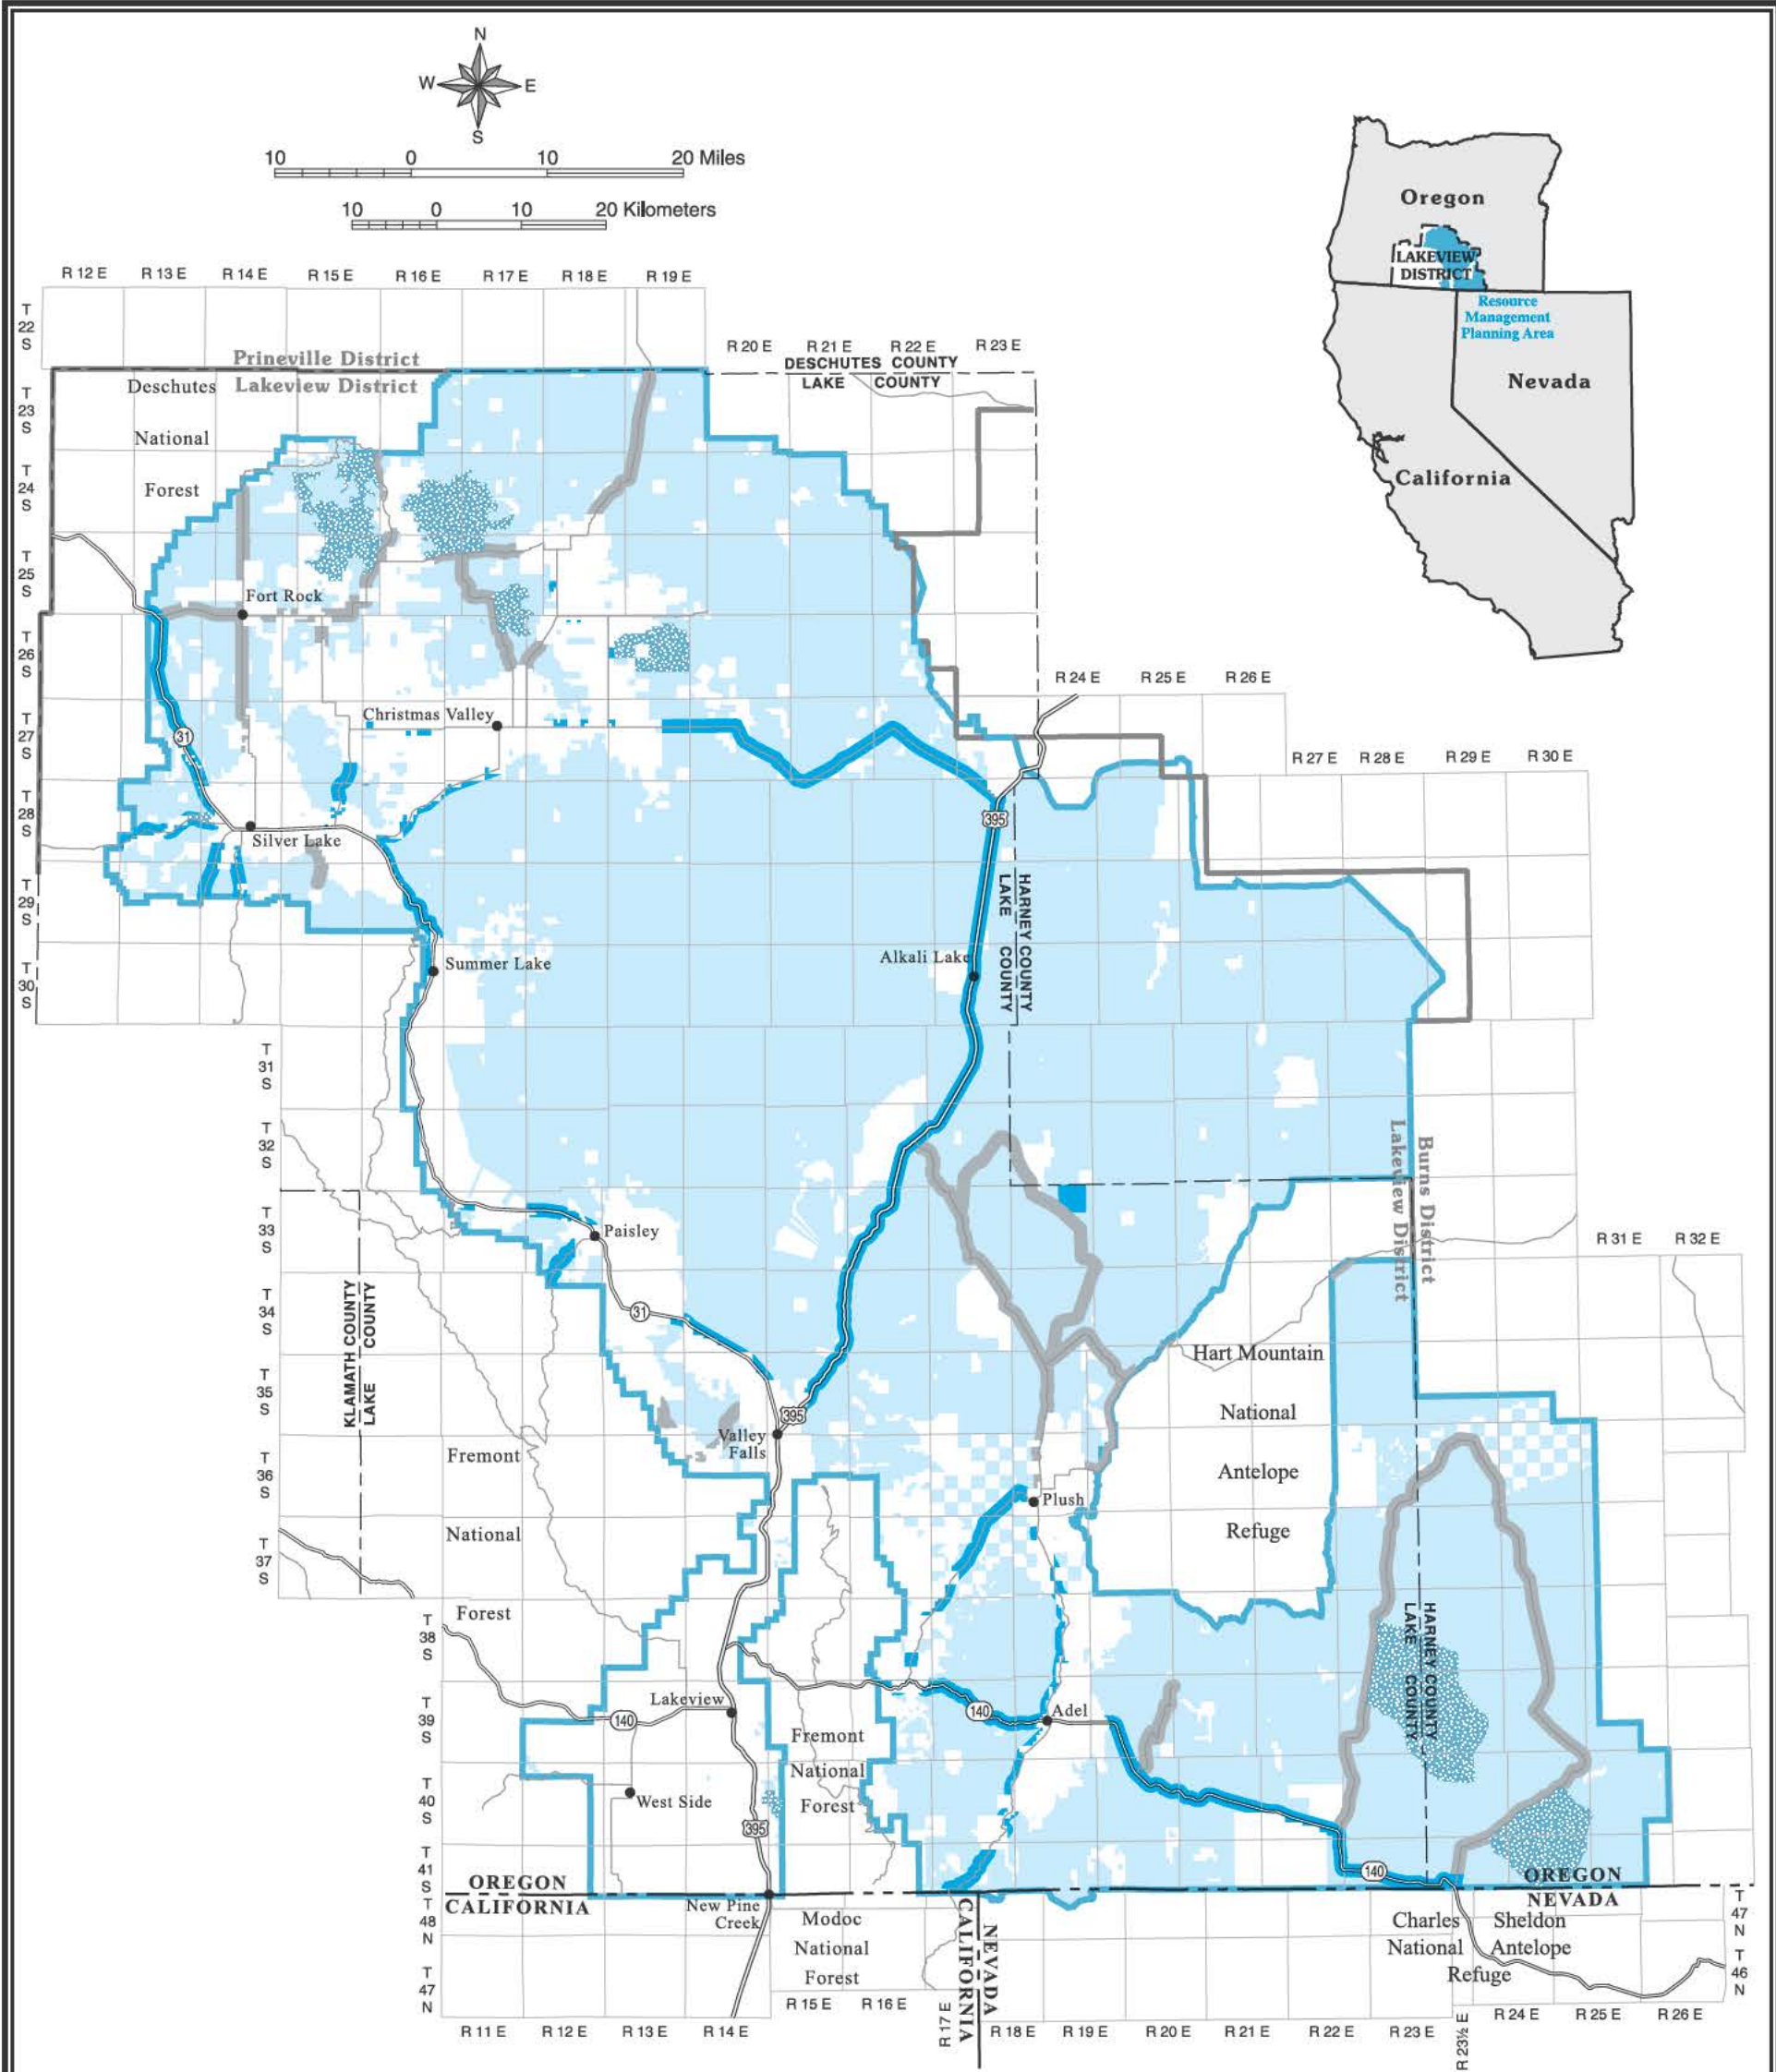 N
W E
S
10 0 10 20 Miles
10 0 10 20 Kilometers
Oregon
LAKEVIEW
DISTRICT
Resource
Management
Planning Area
Nevada
California
R 12 E R 13 E R 14 E R 15 E R 16 E R 17 E R 18 E R 19 E
T
22
S
Prineville District
Lakeview District
R 20 E R 21 E R 22 E R 23 E
DESCHUTES COUNTY
LAKE COUNTY
T
23
S
Deschutes
National
Forest
T
24
S
T
25
S
Fort Rock
T
26
S
R 24 E R 25 E R 26 E
Christmas Valley
T
27
S
31
R 27 E R 28 E R 29 E R 30 E
T
28
S
395
Silver Lake
T
29
S
HARNEY COUNTY
LAKE COUNTY
Summer Lake
Alkali Lake
T
30
S
T
31
S
T
32
S
Lakeview District
Burns District
T
33
S
Paisley
R 31 E R 32 E
KLAMATH COUNTY
LAKE COUNTY
T
34
S
31
Hart Mountain
National
Antelope
Refuge
T
35
S
395
Valley
Falls
Fremont
National
Forest
T
36
S
Plush
T
37
S
T
38
S
HARNEY COUNTY
LAKE COUNTY
Lakeview
140
140
Adel
T
39
S
Fremont
National
Forest
T
40
S
West Side
395
T
41
S
140
OREGON
CALIFORNIA
OREGON
NEVADA
New Pine
Creek
T
48
N
Modoc
National
Forest
CALIFORNIA
NEVADA
Charles Sheldon
National Antelope
Refuge
T
47
N
T
46
N
T
47
N
R 15 E R 16 E
R 17 E
R 11 E R 12 E R 13 E R 14 E
R 18 E R 19 E R 20 E R 21 E R 22 E R 23 E
R 23½ E
R 24 E R 25 E R 26 E